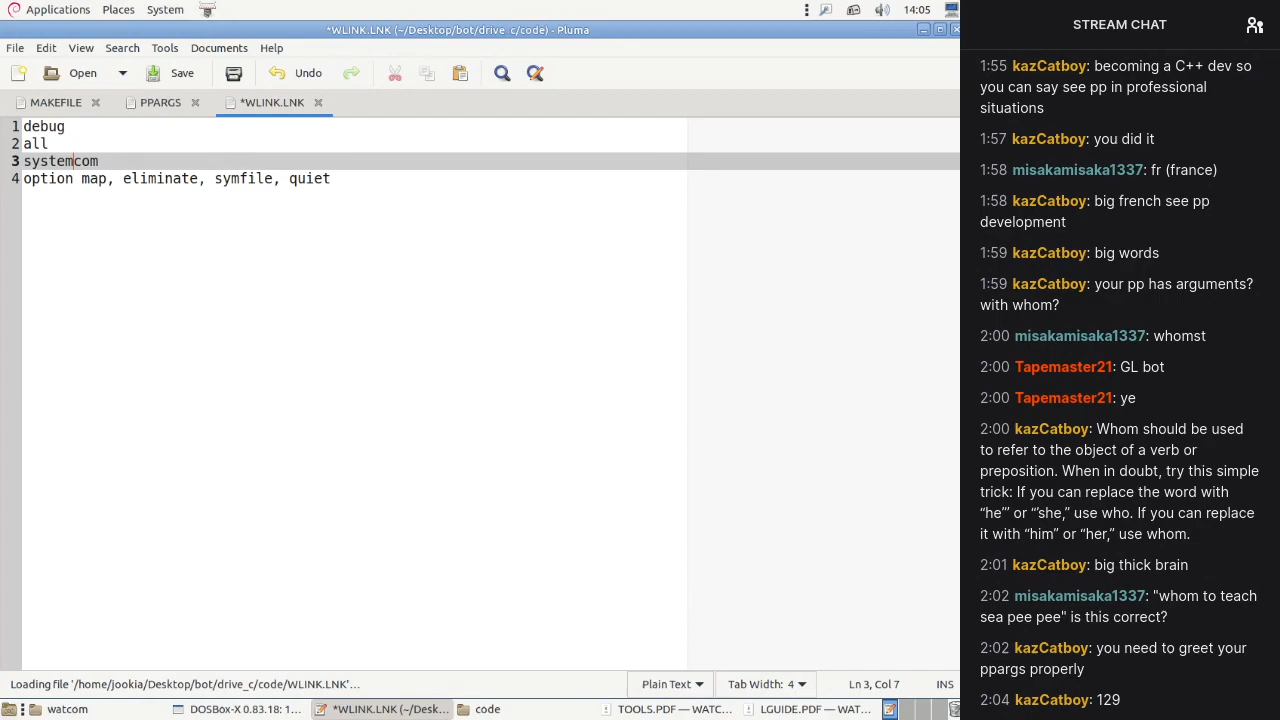 Applications Places System 14:05
*WLINK.LNK (~/Desktop/bot/drive_c/code) - Pluma
File Edit View Search Tools Documents Help
Open Save Undo
MAKEFILE PPARGS *WLINK.LNK
1 debug
2 all
3 systemcom
4 option map, eliminate, symfile, quiet
Loading file '/home/jookia/Desktop/bot/drive_c/code/WLINK.LNK'... Plain Text Tab Width: 4 Ln 3, Col 7 INS
watcom DOSBox-X 0.83.18: 1... *WLINK.LNK (~/Desk... code TOOLS.PDF — WATC... LGUIDE.PDF — WAT...
STREAM CHAT
1:55 kazCatboy: becoming a C++ dev so
you can say see pp in professional
situations
1:57 kazCatboy: you did it
1:58 misakamisaka1337: fr (france)
1:58 kazCatboy: big french see pp
development
1:59 kazCatboy: big words
1:59 kazCatboy: your pp has arguments?
with whom?
2:00 misakamisaka1337: whomst
2:00 Tapemaster21: GL bot
2:00 Tapemaster21: ye
2:00 kazCatboy: Whom should be used
to refer to the object of a verb or
preposition. When in doubt, try this simple
trick: If you can replace the word with
“he”' or “'she,” use who. If you can replace
it with “him” or “her,” use whom.
2:01 kazCatboy: big thick brain
2:02 misakamisaka1337: "whom to teach
sea pee pee" is this correct?
2:02 kazCatboy: you need to greet your
ppargs properly
2:04 kazCatboy: 129